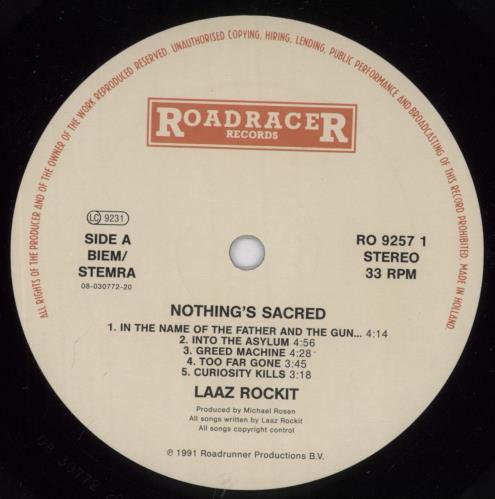 ALL RIGHTS OF THE PRODUCER AND OF THE OWNER OF THE WORK REPRODUCED RESERVED. UNAUTHORISED COPYING, HIRING, LENDING, PUBLIC PERFORMANCE AND BROADCASTING OF THIS RECORD PROHIBITED. MADE IN HOLLAND.
ROADRACER
RECORDS
LC 9231
SIDE A
BIEM/
STEMRA
08-030772-20
RO 9257 1
STEREO
33 RPM
NOTHING'S SACRED
1. IN THE NAME OF THE FATHER AND THE GUN... 4:14
2. INTO THE ASYLUM 4:56
3. GREED MACHINE 4:28
4. TOO FAR GONE 3:45
5. CURIOSITY KILLS 3:18
LAAZ ROCKIT
Produced by Michael Rosen
All songs written by Laaz Rockit
All songs copyright control
℗ 1991 Roadrunner Productions B.V.